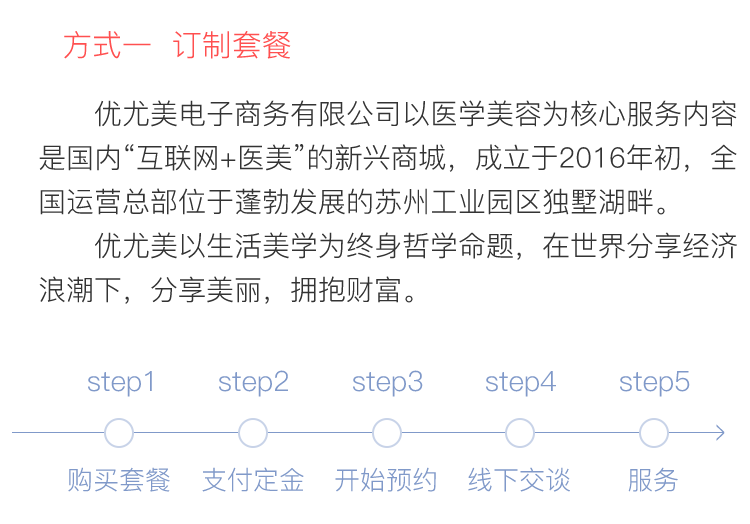 方式一 订制套餐
优尤美电子商务有限公司以医学美容为核心服务内容
是国内“互联网+医美”的新兴商城，成立于2016年初，全
国运营总部位于蓬勃发展的苏州工业园区独墅湖畔。
优尤美以生活美学为终身哲学命题，在世界分享经济
浪潮下，分享美丽，拥抱财富。
step1 step2 step3 step4 step5
购买套餐 支付定金 开始预约 线下交谈 服务